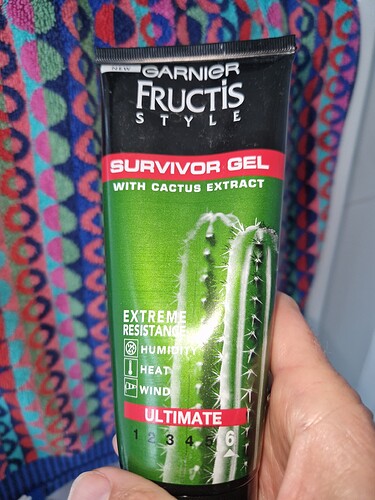 NEW
GARNIER
FRUCTIS
STYLE
SURVIVOR GEL
WITH CACTUS EXTRACT
EXTREME
RESISTANCE
HUMIDITY
HEAT
WIND
ULTIMATE
1 2 3 4 5 6